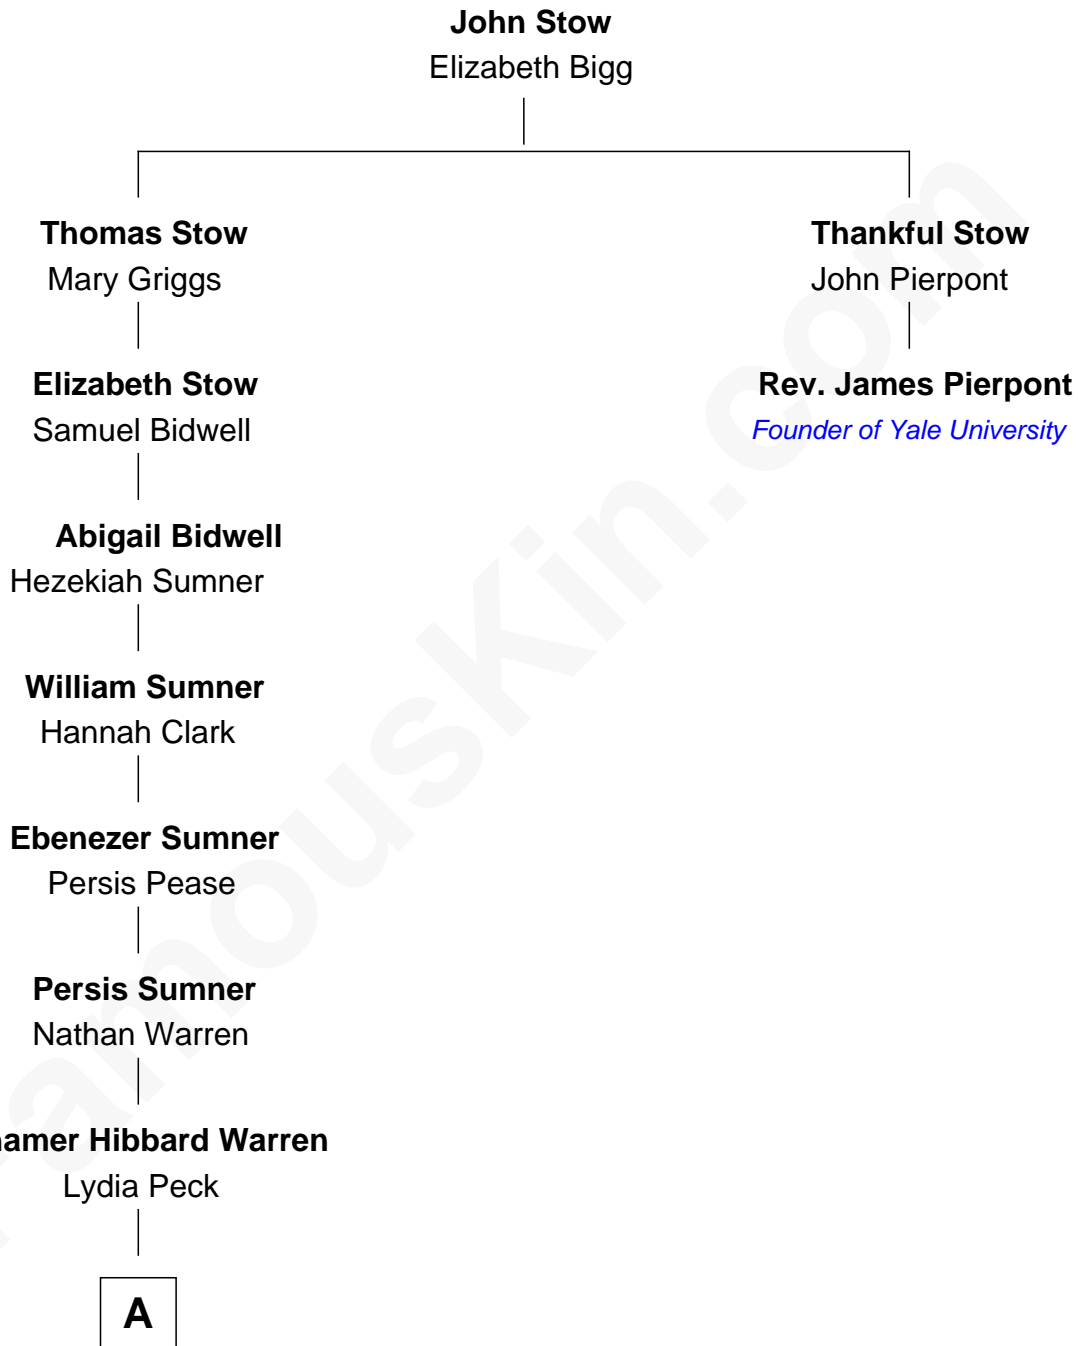 John Stow
Elizabeth Bigg
Thomas Stow
Mary Griggs
Thankful Stow
John Pierpont
Elizabeth Stow
Samuel Bidwell
Rev. James Pierpont
Founder of Yale University
Abigail Bidwell
Hezekiah Sumner
William Sumner
Hannah Clark
Ebenezer Sumner
Persis Pease
Persis Sumner
Nathan Warren
Hibbard Warren
Lydia Peck
A
FamousKin.com